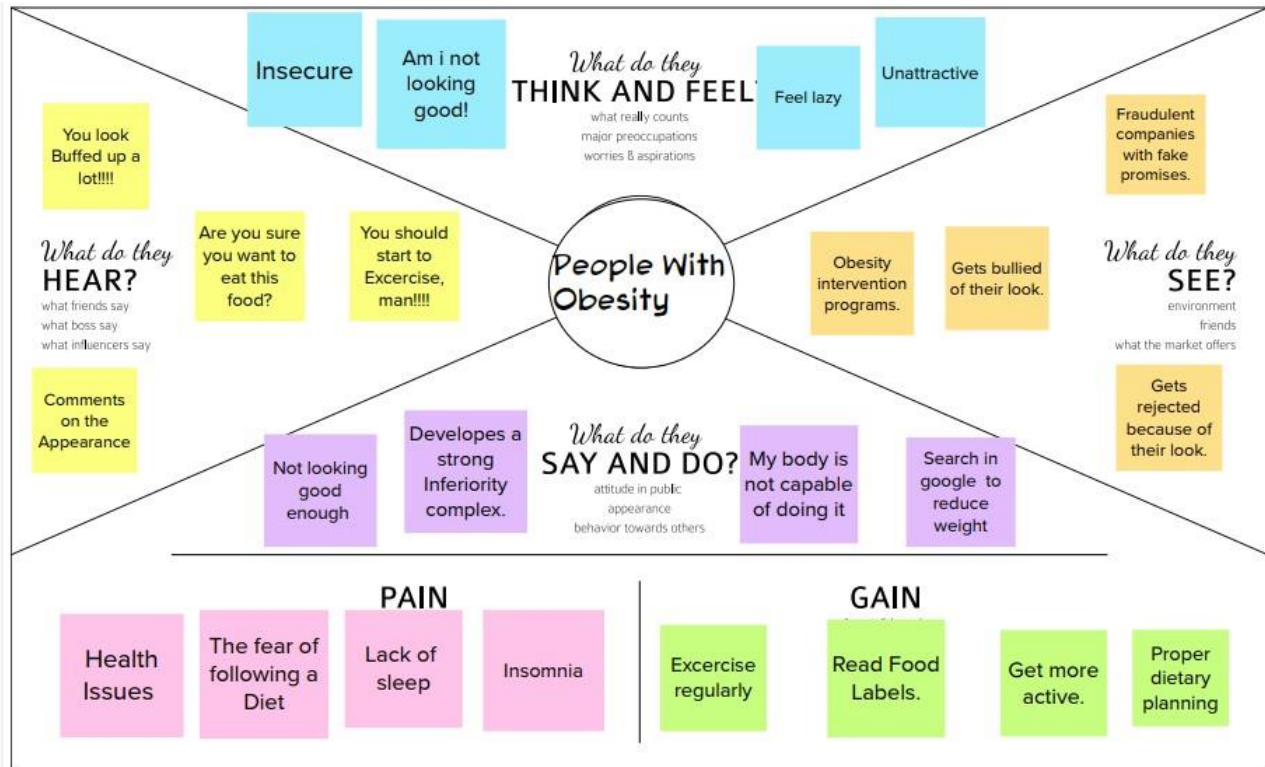 Insecure
Am i not
looking
good!
What do they
THINK AND FEEL?
what really counts
major preoccupations
worries & aspirations
Feel lazy
Unattractive
You look
Buffed up a
lot!!!!
Are you sure
you want to
eat this
food?
You should
start to
Excercise,
man!!!!
What do they
HEAR?
what friends say
what boss say
what influencers say
Comments
on the
Appearance
People With
Obesity
Fraudulent
companies
with fake
promises.
Obesity
intervention
programs.
Gets bullied
of their look.
What do they
SEE?
environment
friends
what the market offers
Gets
rejected
because of
their look.
Not looking
good
enough
Developes a
strong
Inferiority
complex.
What do they
SAY AND DO?
attitude in public
appearance
behavior towards others
My body is
not capable
of doing it
Search in
google to
reduce
weight
PAIN
Health
Issues
The fear of
following a
Diet
Lack of
sleep
Insomnia
GAIN
Excercise
regularly
Read Food
Labels.
Get more
active.
Proper
dietary
planning